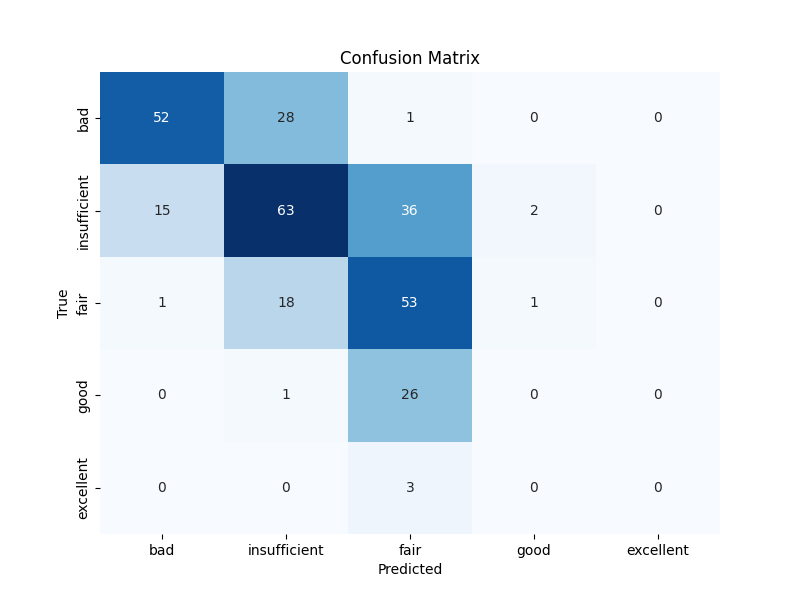 Confusion Matrix
True
bad 52 28 1 0 0
insufficient 15 63 36 2 0
fair 1 18 53 1 0
good 0 1 26 0 0
excellent 0 0 3 0 0
bad insufficient fair good excellent
Predicted